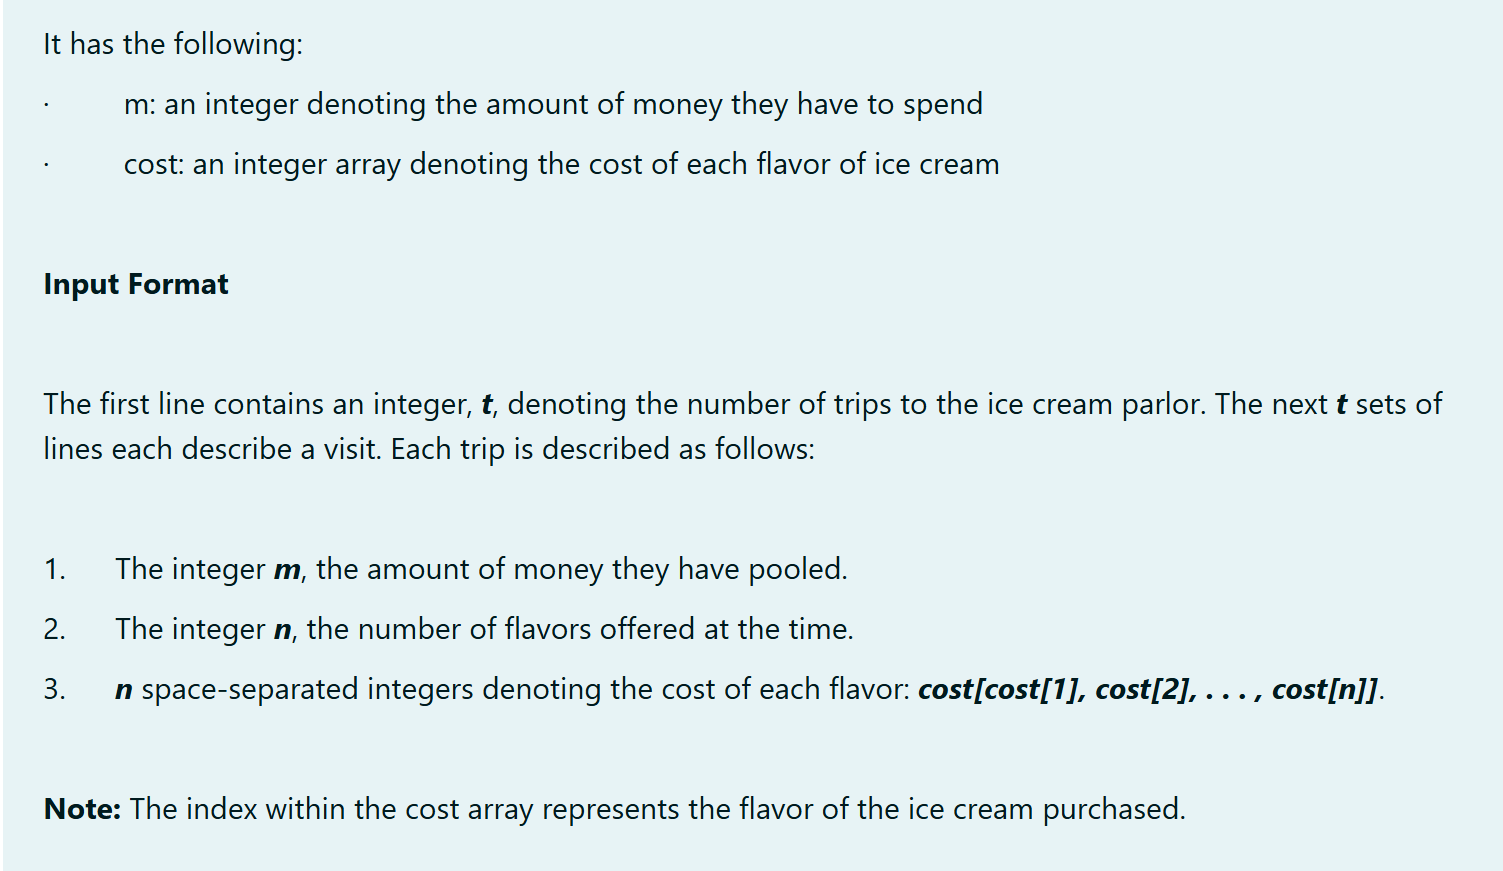 It has the following:
· m: an integer denoting the amount of money they have to spend
· cost: an integer array denoting the cost of each flavor of ice cream
Input Format
The first line contains an integer, t, denoting the number of trips to the ice cream parlor. The next t sets of
lines each describe a visit. Each trip is described as follows:
1. The integer m, the amount of money they have pooled.
2. The integer n, the number of flavors offered at the time.
3. n space-separated integers denoting the cost of each flavor: cost[cost[1], cost[2], . . . , cost[n]].
Note: The index within the cost array represents the flavor of the ice cream purchased.